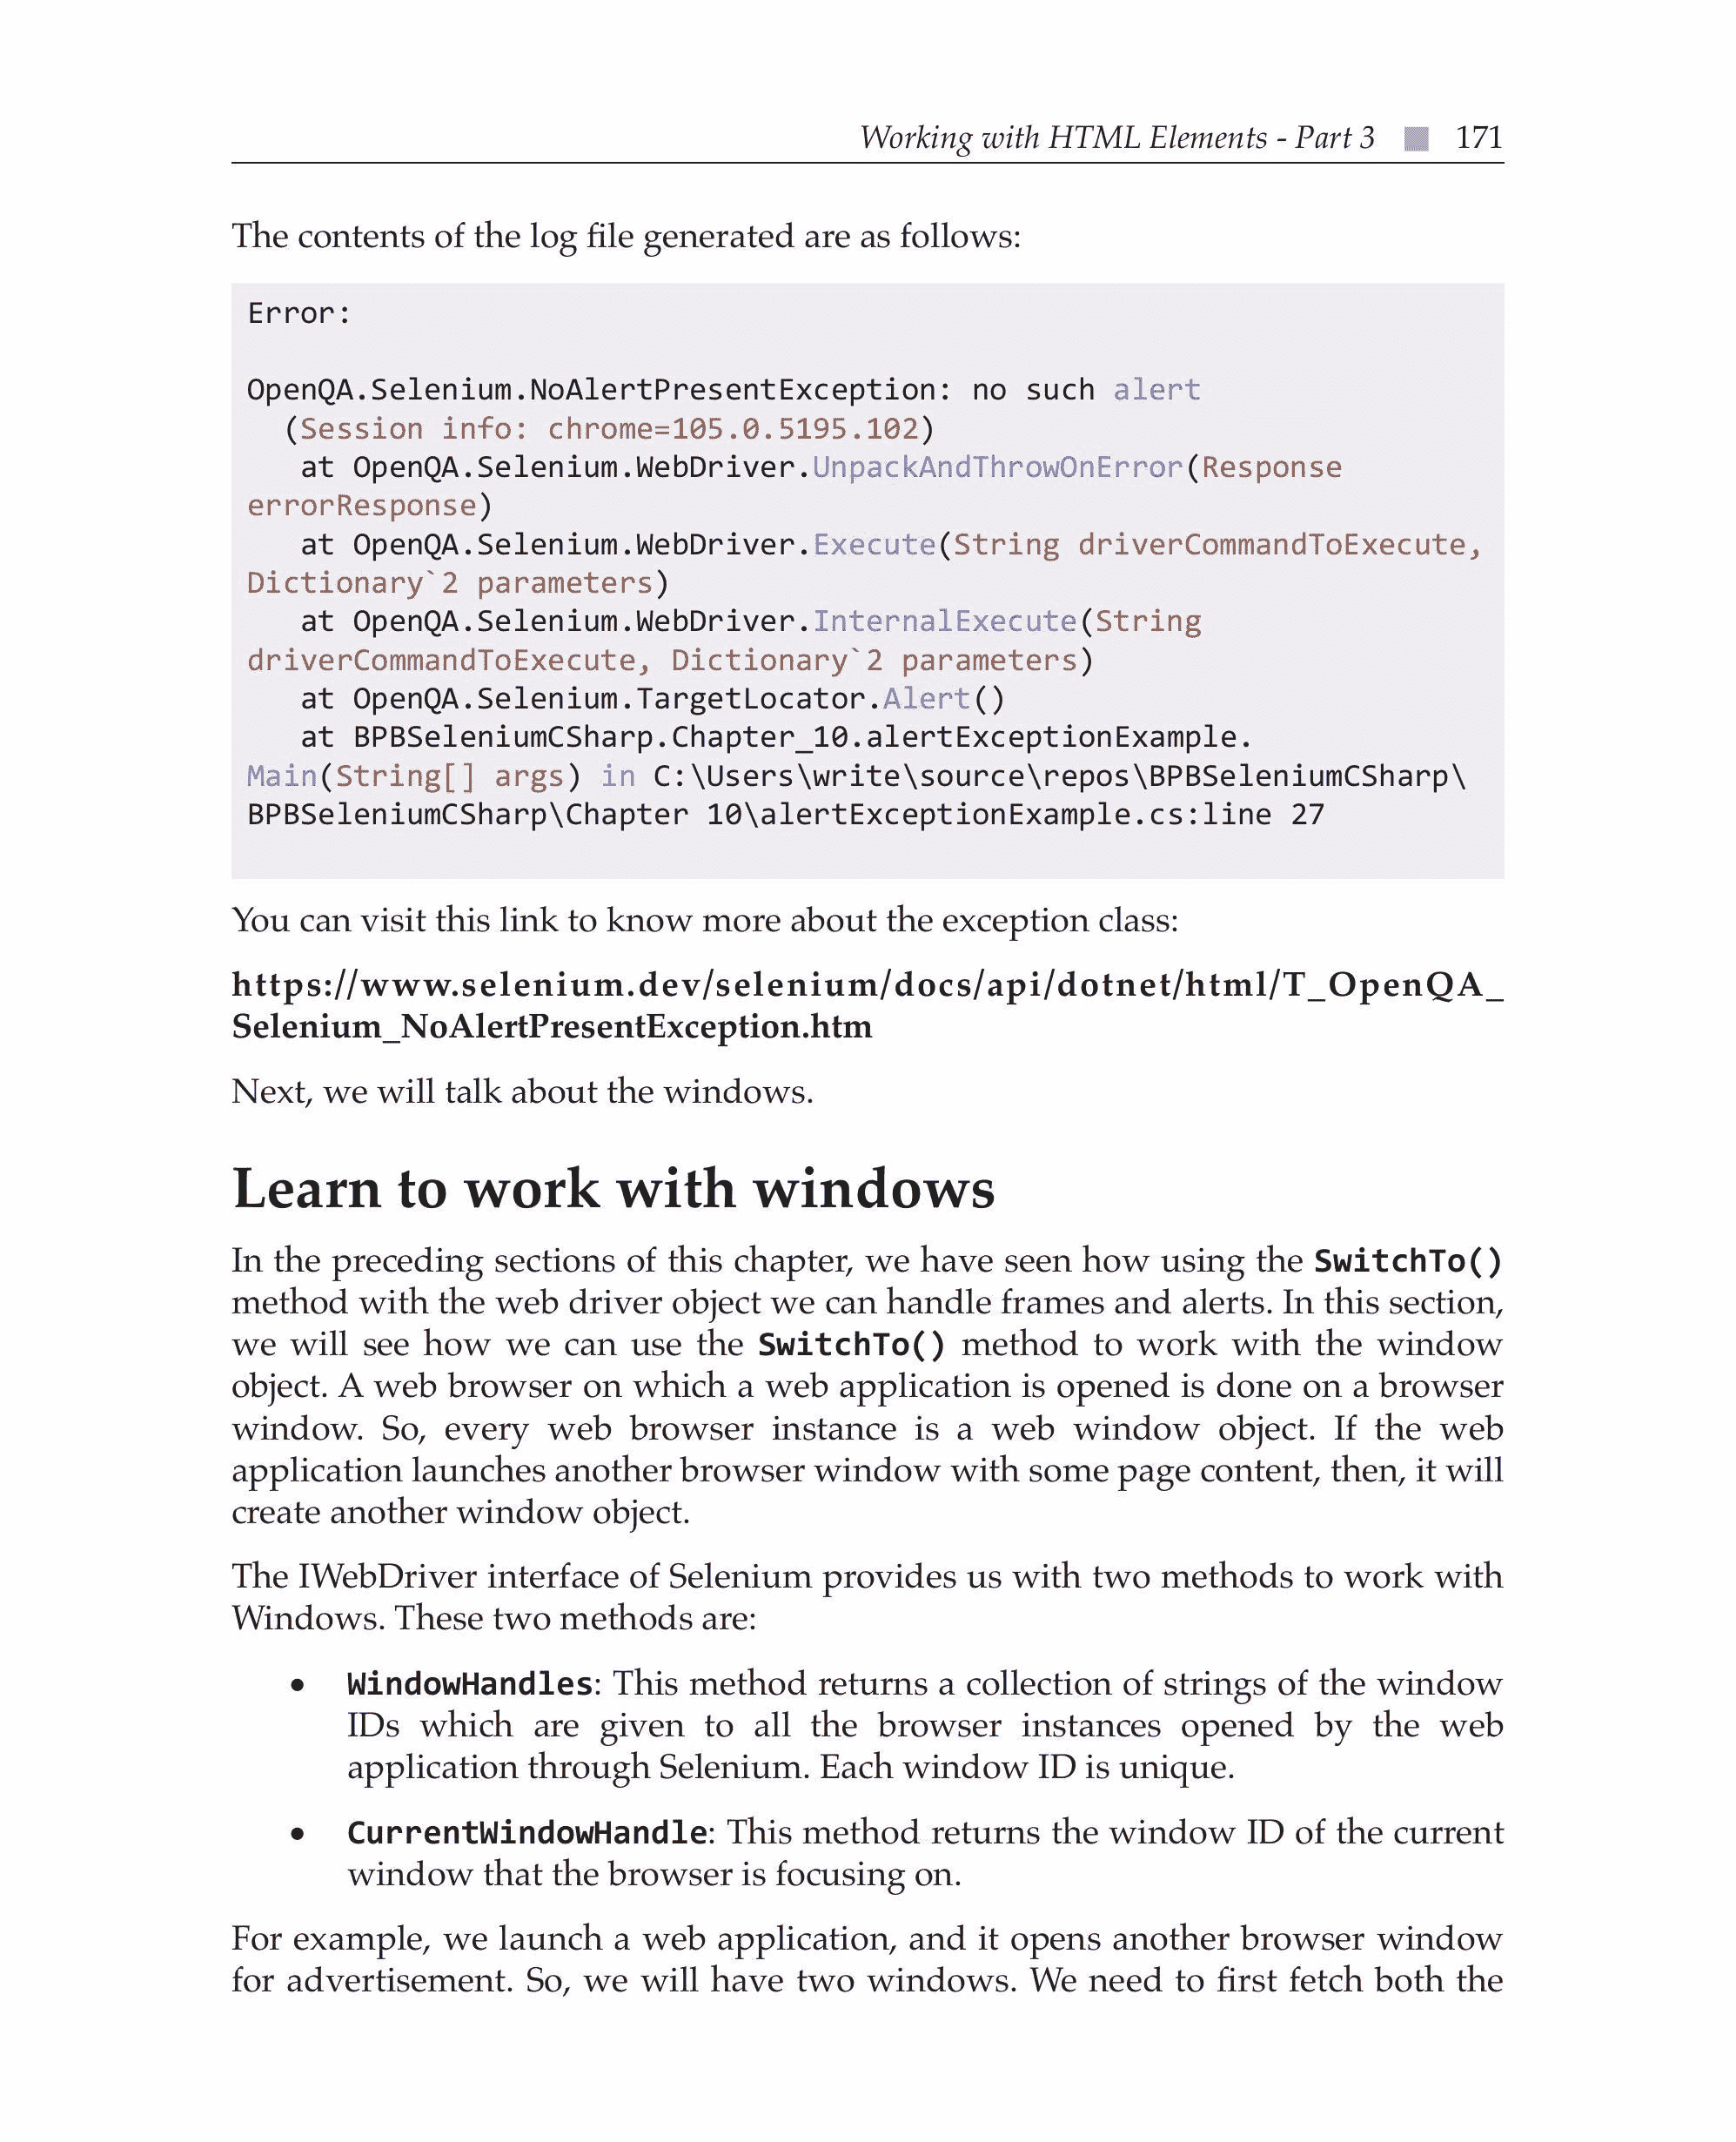 Working with HTML Elements - Part 3 171
The contents of the log file generated are as follows:
Error:
OpenQA.Selenium.NoAlertPresentException: no such alert
(Session info: chrome=105.0.5195.102)
at OpenQA.Selenium.WebDriver.UnpackAndThrowOnError(Response
errorResponse)
at OpenQA.Selenium.WebDriver.Execute(String driverCommandToExecute,
Dictionary`2 parameters)
at OpenQA.Selenium.WebDriver.InternalExecute(String
driverCommandToExecute, Dictionary`2 parameters)
at OpenQA.Selenium.TargetLocator.Alert()
at BPBSeleniumCSharp.Chapter_10.alertExceptionExample.
Main(String[] args) in C:\Users\write\source\repos\BPBSeleniumCSharp\
BPBSeleniumCSharp\Chapter 10\alertExceptionExample.cs:line 27
You can visit this link to know more about the exception class:
https://www.selenium.dev/selenium/docs/api/dotnet/html/T_OpenQA_
Selenium_NoAlertPresentException.htm
Next, we will talk about the windows.
Learn to work with windows
In the preceding sections of this chapter, we have seen how using the SwitchTo()
method with the web driver object we can handle frames and alerts. In this section,
we will see how we can use the SwitchTo() method to work with the window
object. A web browser on which a web application is opened is done on a browser
window. So, every web browser instance is a web window object. If the web
application launches another browser window with some page content, then, it will
create another window object.
The IWebDriver interface of Selenium provides us with two methods to work with
Windows. These two methods are:
• WindowHandles: This method returns a collection of strings of the window
IDs which are given to all the browser instances opened by the web
application through Selenium. Each window ID is unique.
• CurrentWindowHandle: This method returns the window ID of the current
window that the browser is focusing on.
For example, we launch a web application, and it opens another browser window
for advertisement. So, we will have two windows. We need to first fetch both the